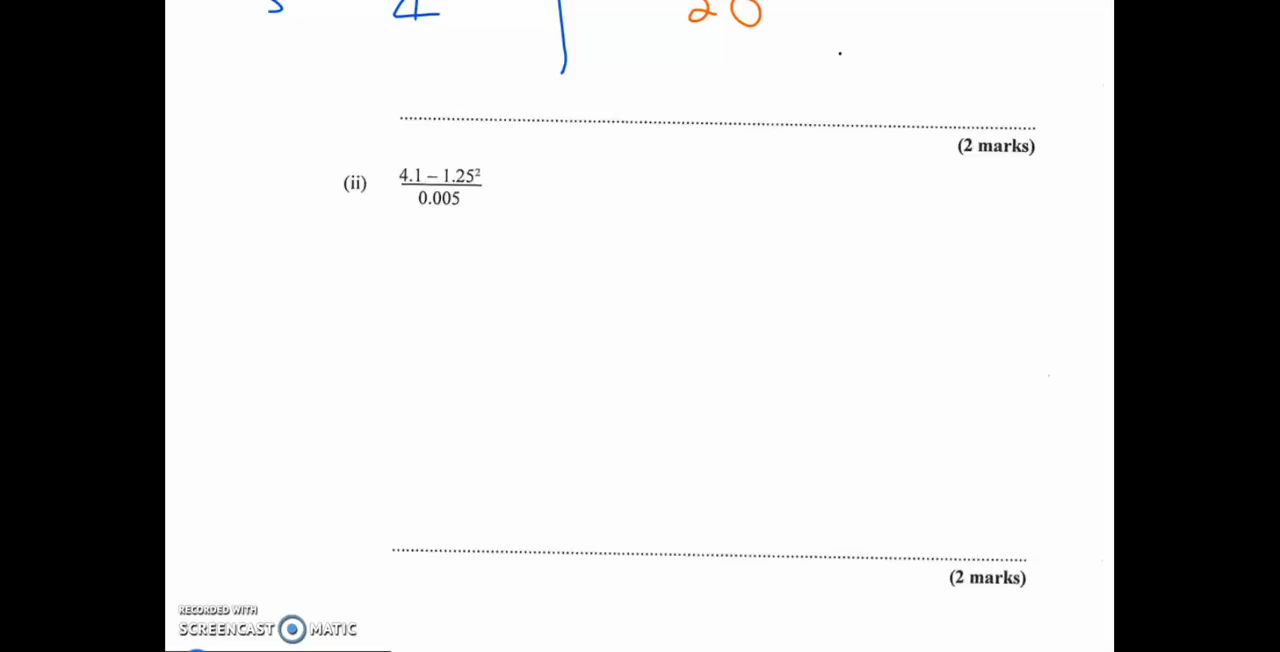 4
20
(2 marks)
(ii) 4.1 – 1.25²
0.005
(2 marks)
RECORDED WITH
SCREENCAST MATIC